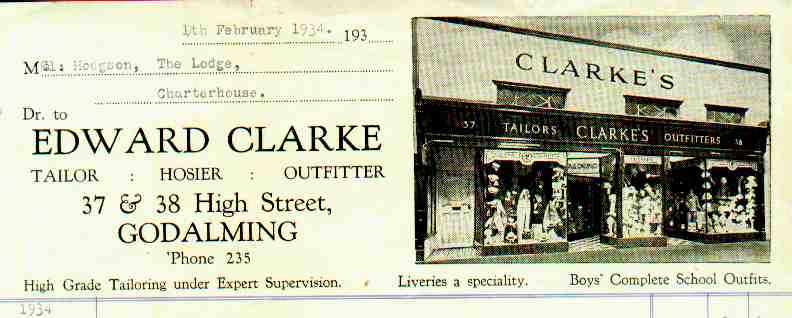 1th February 1934. 193
M Hodgson, The Lodge,
Charterhouse.
Dr. to
EDWARD CLARKE
TAILOR : HOSIER : OUTFITTER
37 & 38 High Street,
GODALMING
'Phone 235
High Grade Tailoring under Expert Supervision.
CLARKE'S
37 TAILORS CLARKE'S OUTFITTERS 38
Liveries a speciality. Boys' Complete School Outfits.
1934